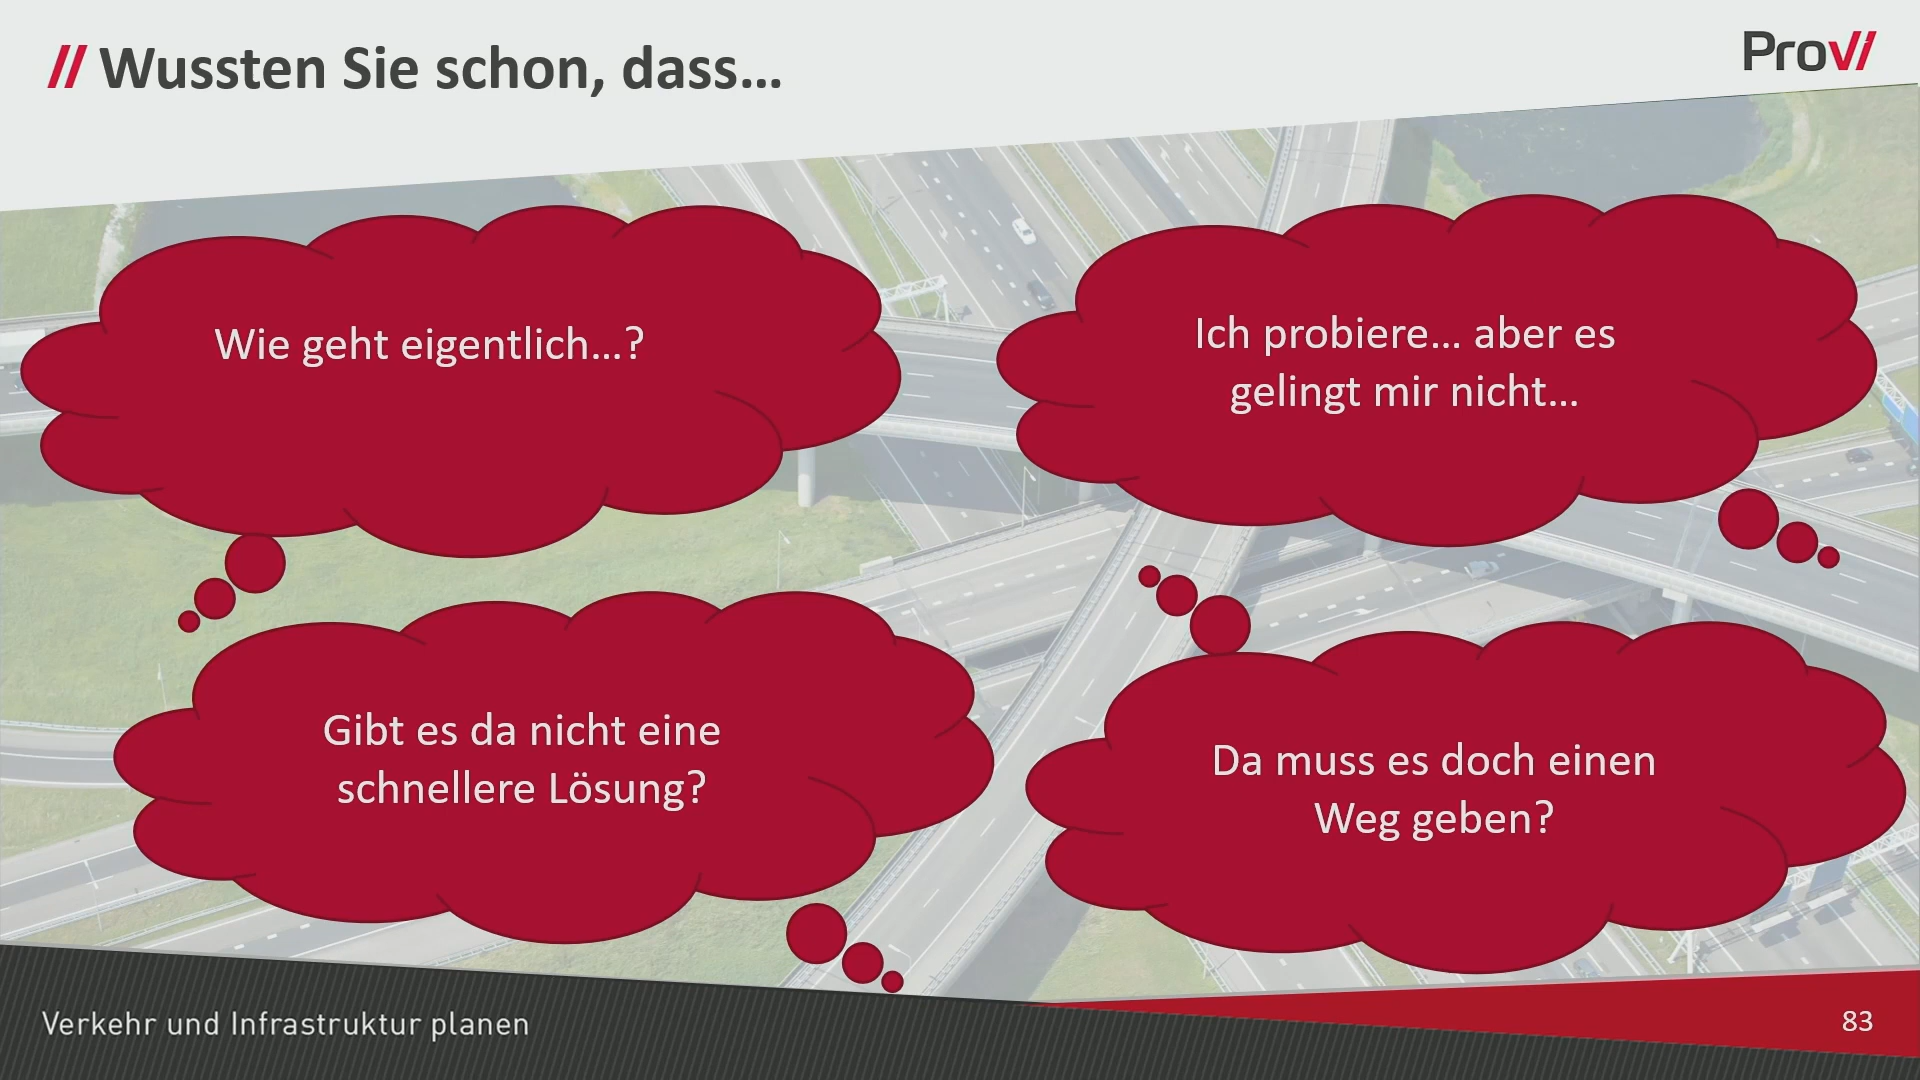 // Wussten Sie schon, dass...
ProVI
Wie geht eigentlich...?
Ich probiere... aber es
gelingt mir nicht...
Gibt es da nicht eine
schnellere Lösung?
Da muss es doch einen
Weg geben?
Verkehr und Infrastruktur planen
83